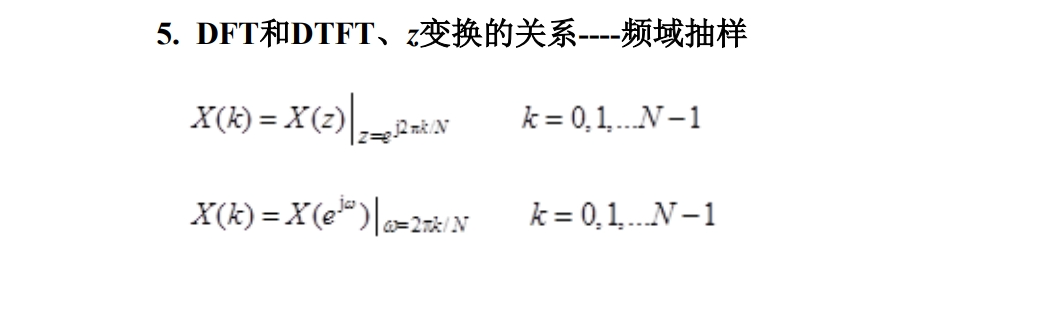 5. DFT和DTFT、z变换的关系----频域抽样
X(k) = X(z)|z=e^{j2πk/N}  k = 0,1,...N−1
X(k) = X(e^{jω})|ω=2πk/N  k = 0,1,...N−1